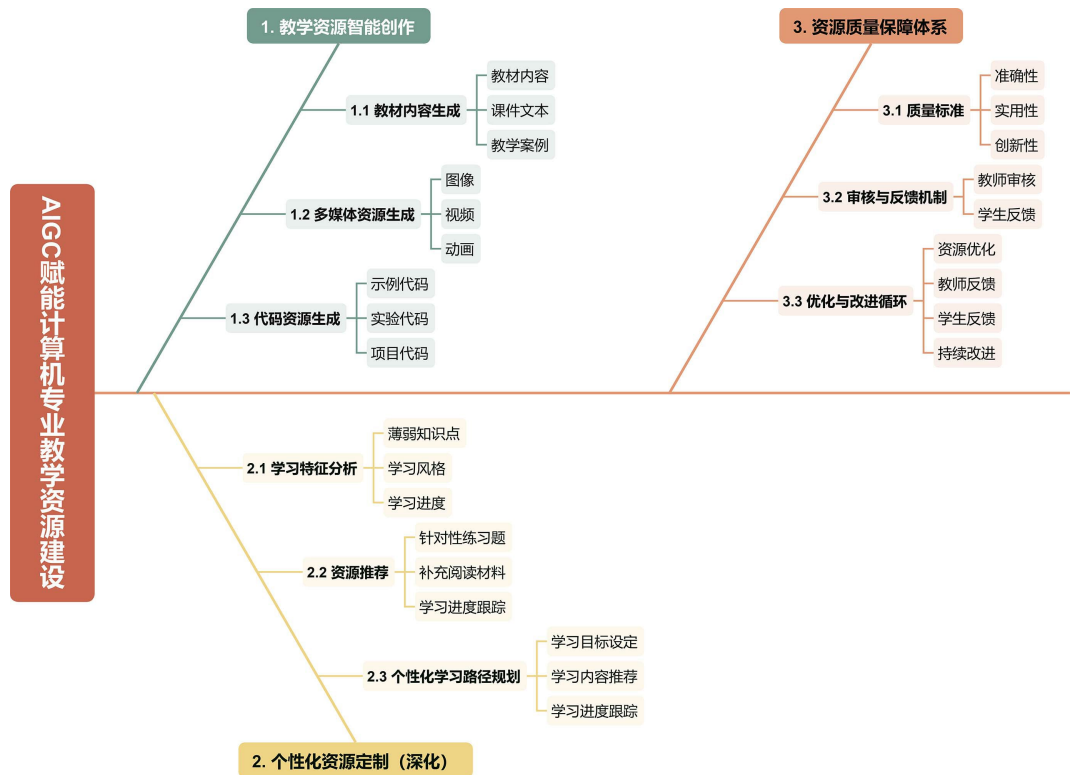 AIGC赋能计算机专业教学资源建设
1. 教学资源智能创作
1.1 教材内容生成
教材内容
课件文本
教学案例
1.2 多媒体资源生成
图像
视频
动画
1.3 代码资源生成
示例代码
实验代码
项目代码
2.1 学习特征分析
薄弱知识点
学习风格
学习进度
2.2 资源推荐
针对性练习题
补充阅读材料
学习进度跟踪
2.3 个性化学习路径规划
学习目标设定
学习内容推荐
学习进度跟踪
2. 个性化资源定制（深化）
3. 资源质量保障体系
3.1 质量标准
准确性
实用性
创新性
3.2 审核与反馈机制
教师审核
学生反馈
3.3 优化与改进循环
资源优化
教师反馈
学生反馈
持续改进